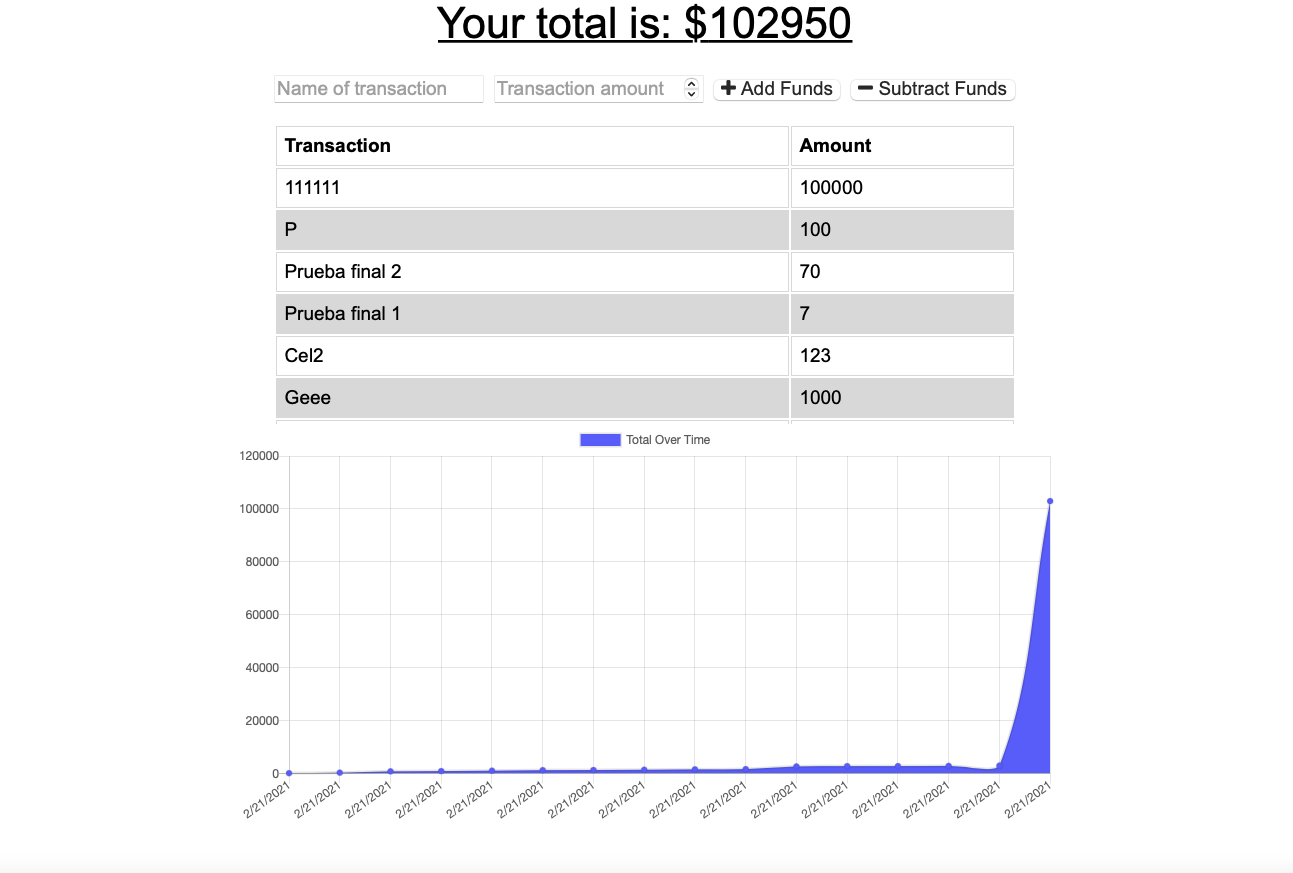 Your total is: $102950
Name of transaction Transaction amount + Add Funds − Subtract Funds
Transaction Amount
111111 100000
P 100
Prueba final 2 70
Prueba final 1 7
Cel2 123
Geee 1000
Total Over Time
120000
100000
80000
60000
40000
20000
0
2/21/2021 2/21/2021 2/21/2021 2/21/2021 2/21/2021 2/21/2021 2/21/2021 2/21/2021 2/21/2021 2/21/2021 2/21/2021 2/21/2021 2/21/2021 2/21/2021 2/21/2021 2/21/2021